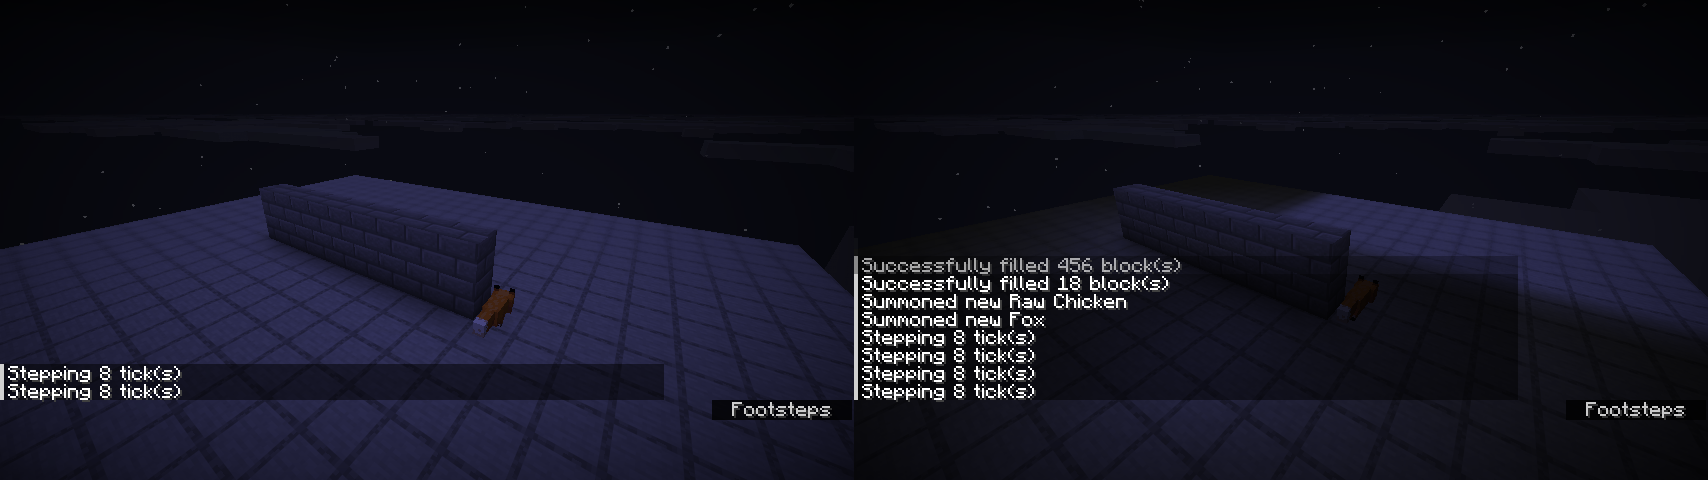 Stepping 8 tick(s)
Stepping 8 tick(s)
Footsteps
Successfully filled 456 block(s)
Successfully filled 18 block(s)
Summoned new Raw Chicken
Summoned new Fox
Stepping 8 tick(s)
Stepping 8 tick(s)
Stepping 8 tick(s)
Stepping 8 tick(s)
Footsteps